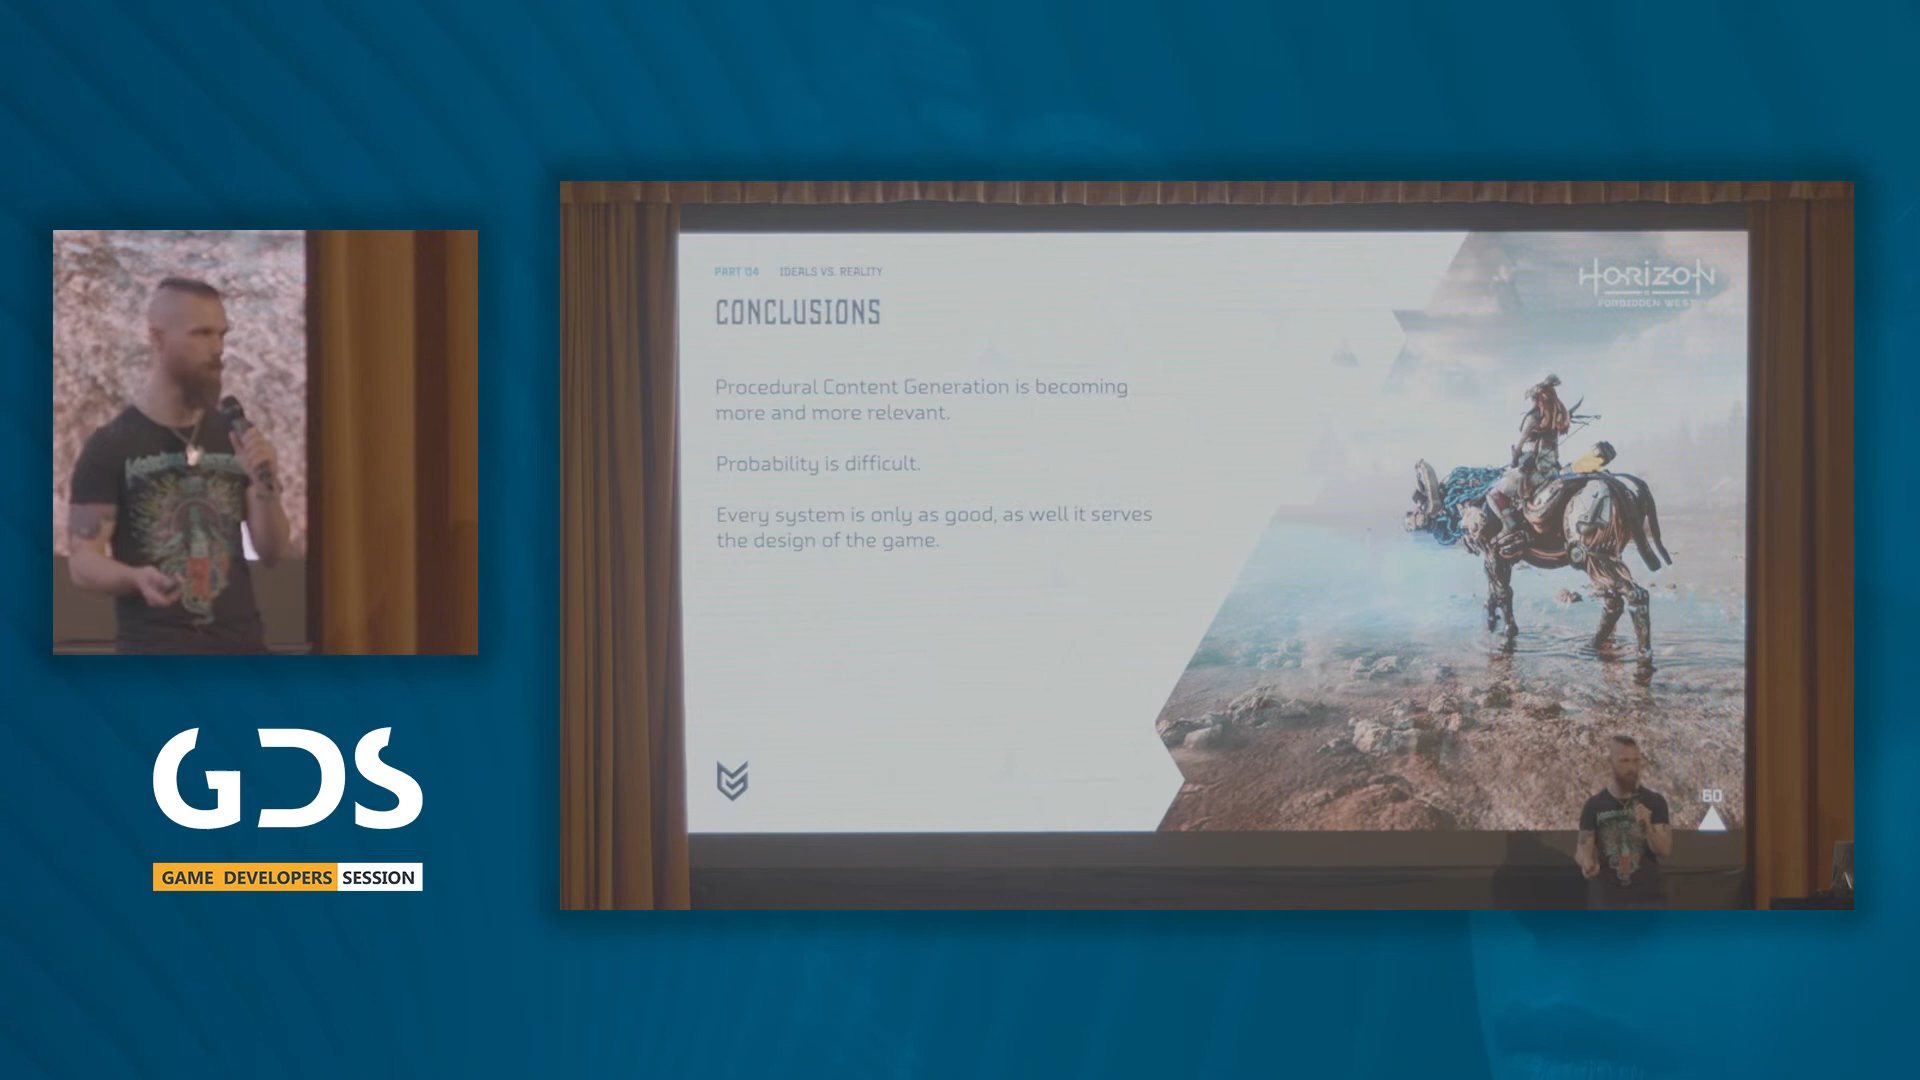 PART 04 IDEALS VS. REALITY
CONCLUSIONS
Procedural Content Generation is becoming
more and more relevant.
Probability is difficult.
Every system is only as good, as well it serves
the design of the game.
HORIZON
FORBIDDEN WEST
60
GDS
GAME DEVELOPERS SESSION